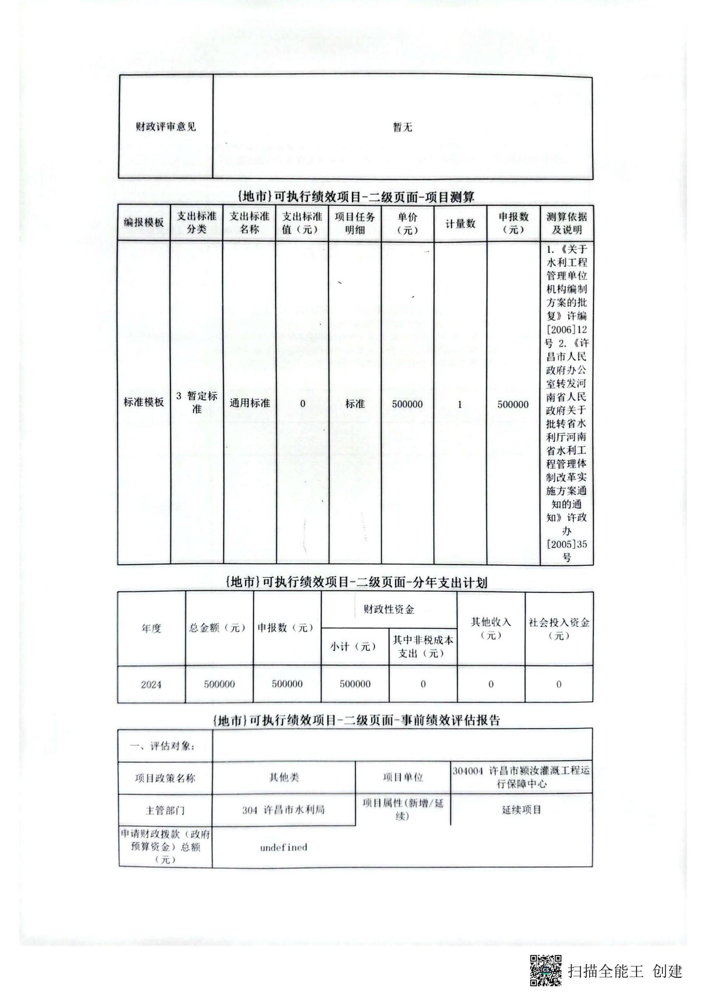 财政评审意见
暂无
{地市}可执行绩效项目-二级页面-项目测算
编报模板
支出标准
分类
支出标准
名称
支出标准
值（元）
项目任务
明细
单价
（元）
计量数
申报数
（元）
测算依据
及说明
标准模板
3 暂定标
准
通用标准
0
标准
500000
1
500000
1.《关于
水利工程
管理单位
机构编制
方案的批
复》许编
[2006]12
号 2.《许
昌市人民
政府办公
室转发河
南省人民
政府关于
批转省水
利厅河南
省水利工
程管理体
制改革实
施方案通
知的通
知》许政
办
[2005]35
号
{地市}可执行绩效项目-二级页面-分年支出计划
年度
总金额（元）
申报数（元）
财政性资金
小计（元）
其中非税成本
支出（元）
其他收入
（元）
社会投入资金
（元）
2024
500000
500000
500000
0
0
0
{地市}可执行绩效项目-二级页面-事前绩效评估报告
一、评估对象：
项目政策名称
其他类
项目单位
304004 许昌市颍汝灌溉工程运
行保障中心
主管部门
304 许昌市水利局
项目属性(新增/延
续)
延续项目
申请财政拨款（政府
预算资金）总额
（元）
undefined
CS
扫描全能王 创建